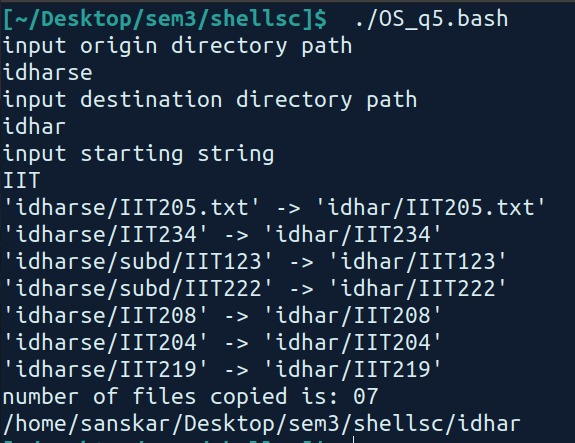 [~/Desktop/sem3/shellsc]$ ./OS_q5.bash
input origin directory path
idharse
input destination directory path
idhar
input starting string
IIT
'idharse/IIT205.txt' -> 'idhar/IIT205.txt'
'idharse/IIT234' -> 'idhar/IIT234'
'idharse/subd/IIT123' -> 'idhar/IIT123'
'idharse/subd/IIT222' -> 'idhar/IIT222'
'idharse/IIT208' -> 'idhar/IIT208'
'idharse/IIT204' -> 'idhar/IIT204'
'idharse/IIT219' -> 'idhar/IIT219'
number of files copied is: 07
/home/sanskar/Desktop/sem3/shellsc/idhar